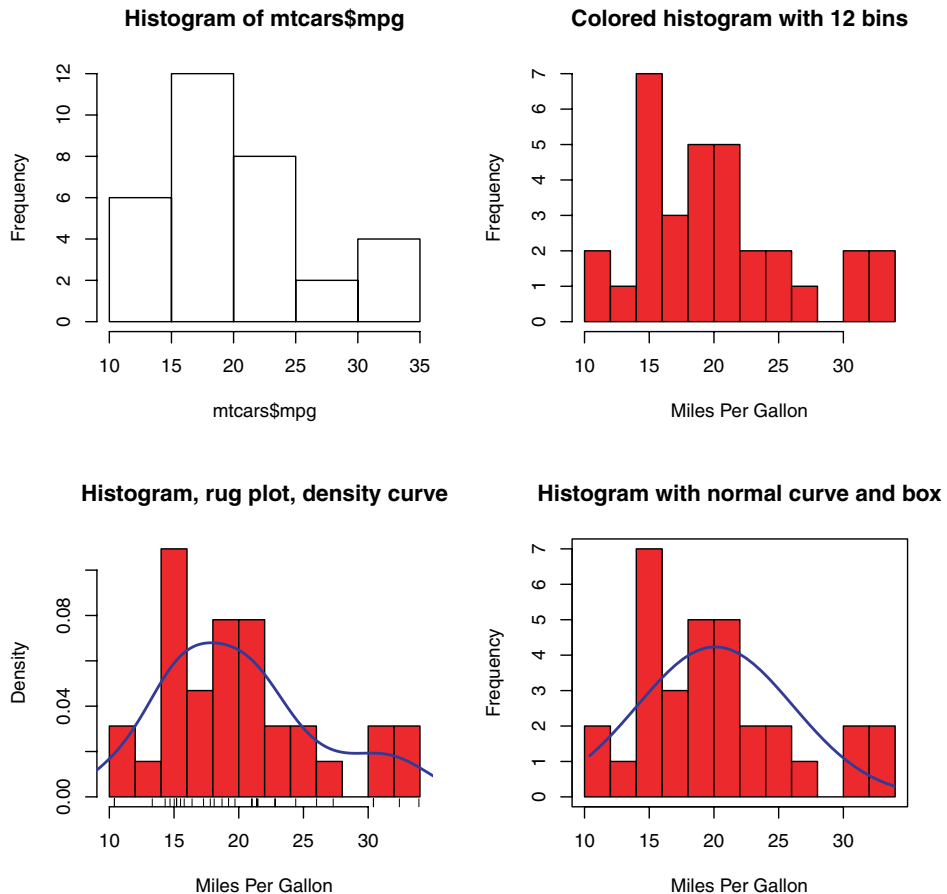 Histogram of mtcars$mpg
Frequency
0 2 4 6 8 10 12
10 15 20 25 30 35
mtcars$mpg
Colored histogram with 12 bins
Frequency
0 1 2 3 4 5 6 7
10 15 20 25 30
Miles Per Gallon
Histogram, rug plot, density curve
Density
0.00 0.04 0.08
10 15 20 25 30
Miles Per Gallon
Histogram with normal curve and box
Frequency
0 1 2 3 4 5 6 7
10 15 20 25 30
Miles Per Gallon